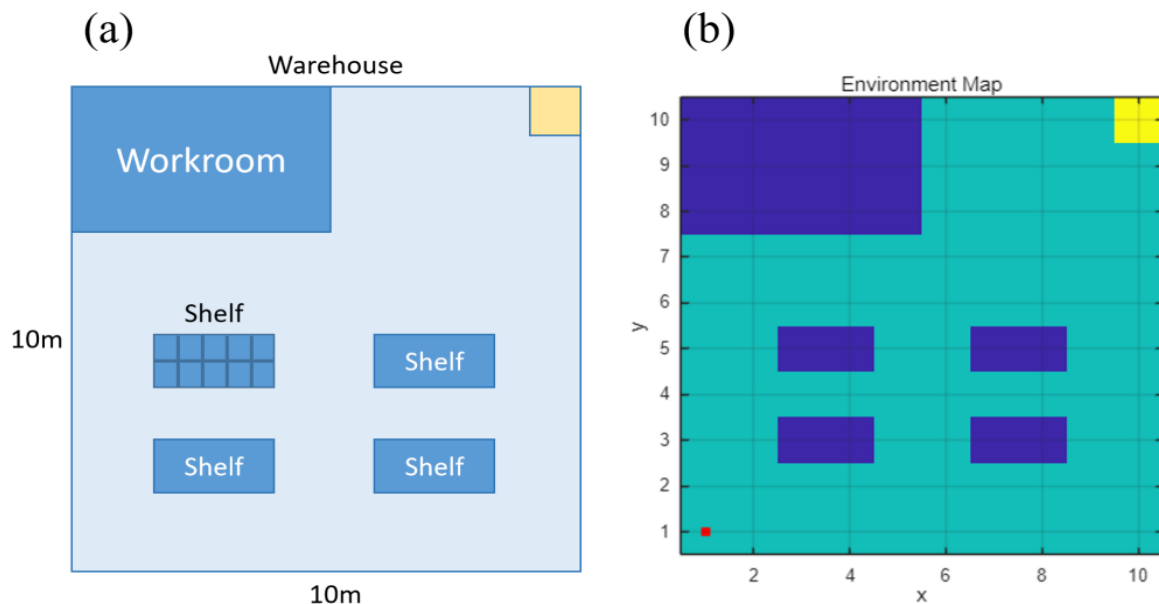 (a)
Warehouse
Workroom
Shelf
10m
Shelf
Shelf
Shelf
10m
(b)
Environment Map
10
9
8
7
6
5
4
3
2
1
y
2
4
6
8
10
x